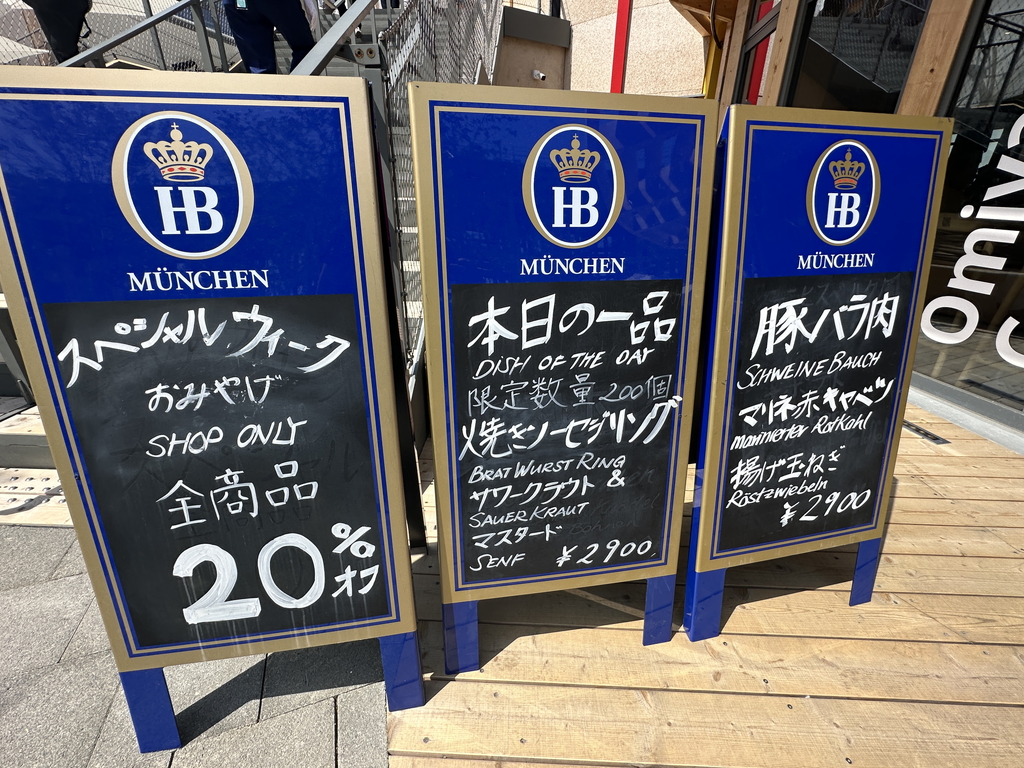 HB
MÜNCHEN
スペシャルウィーク
おみやげ
SHOP ONLY
全商品
20%オフ
HB
MÜNCHEN
本日の一品
DISH OF THE DAY
限定数量 200個
焼きソーセジリング
BRATWURST RING
サワークラウト &
SAUERKRAUT
マスタード
SENF ¥2900
HB
MÜNCHEN
豚バラ肉
SCHWEINE BAUCH
マリネ赤キャベツ
marinierter Rotkohl
揚げ玉ねぎ
Röstzwiebeln
¥2900
Omiya